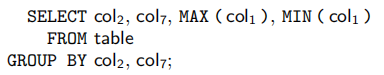 SELECT col₂, col₇, MAX(col₁), MIN(col₁)
FROM table
GROUP BY col₂, col₇;